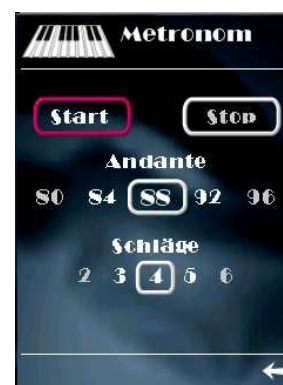 Metronom
Start Stop
Andante
80 84 88 92 96
Schläge
2 3 4 5 6